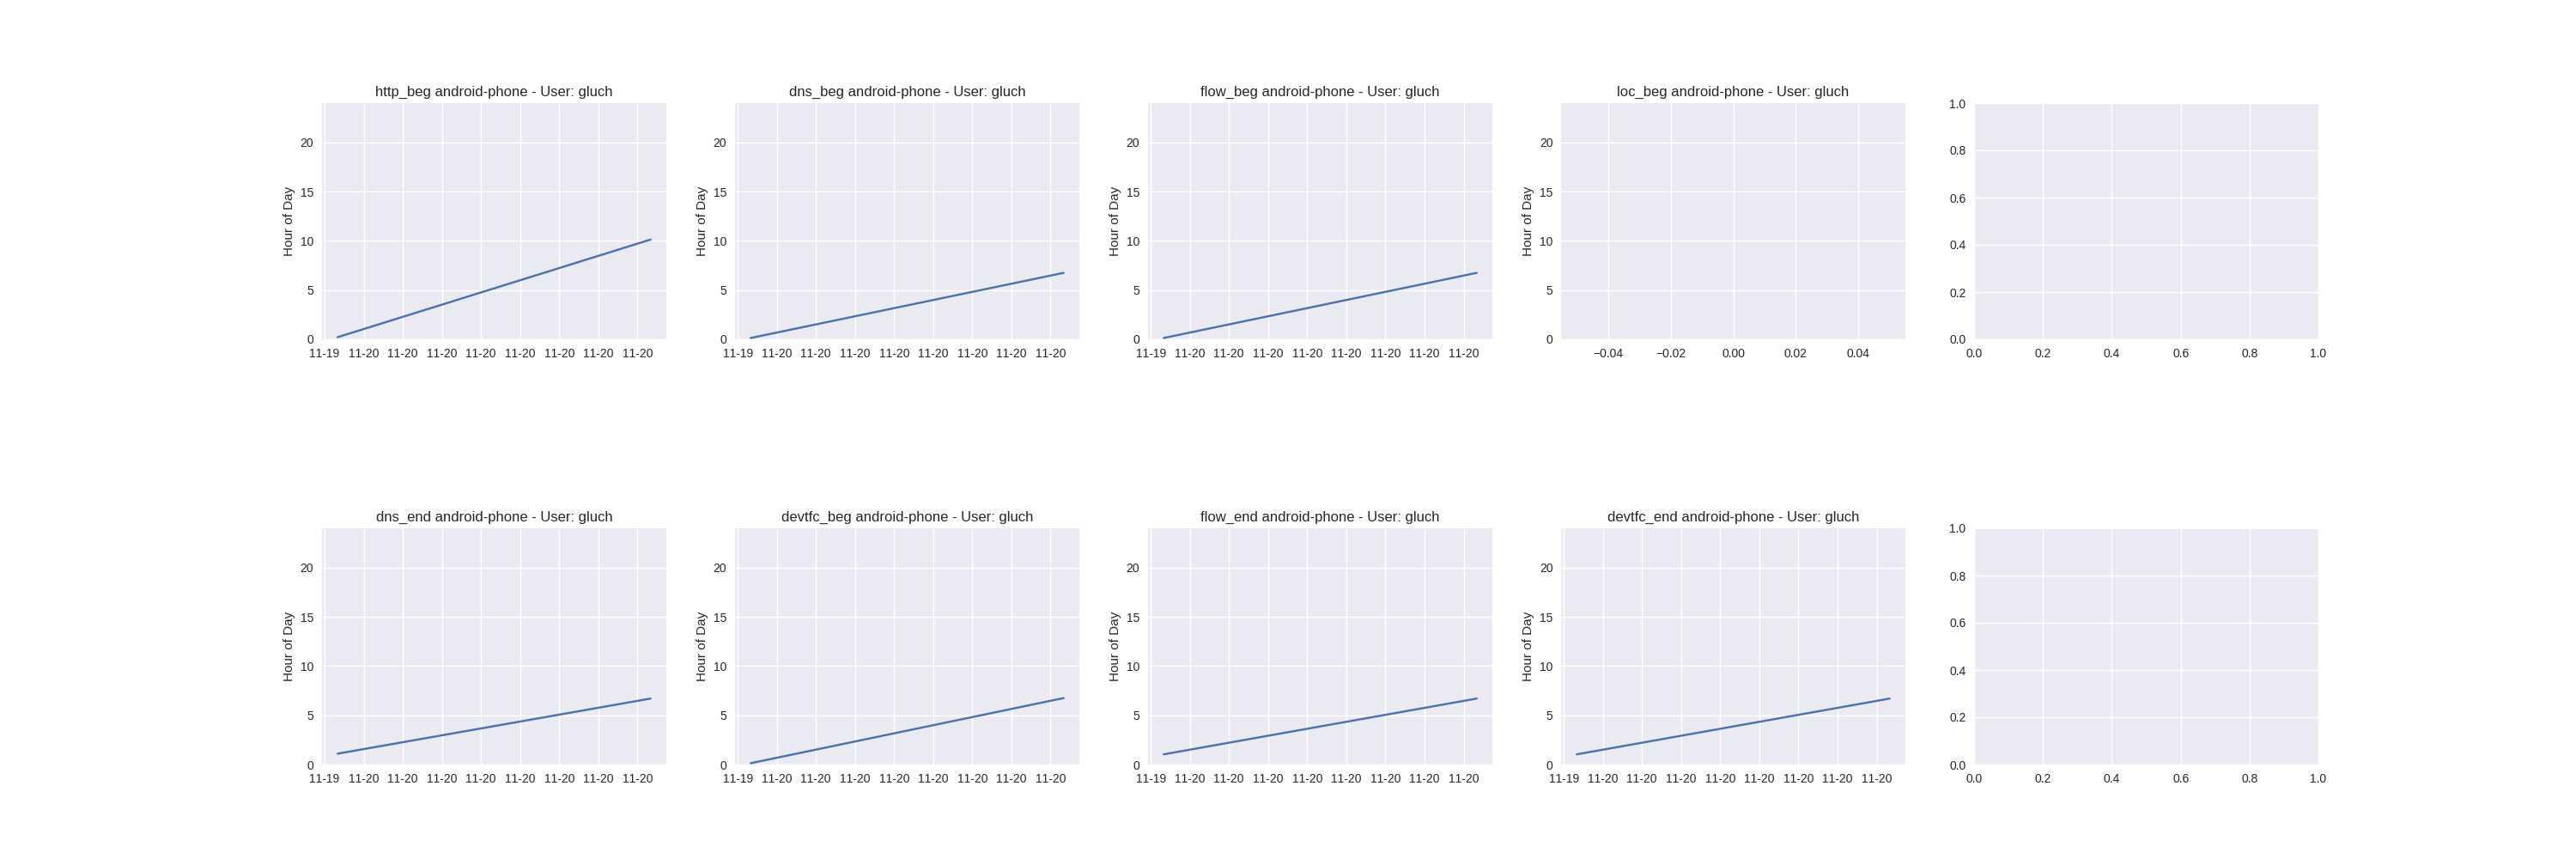 http_beg android-phone - User: gluch
Hour of Day
20
15
10
5
0
11-19 11-20 11-20 11-20 11-20 11-20 11-20 11-20 11-20
dns_beg android-phone - User: gluch
Hour of Day
20
15
10
5
0
11-19 11-20 11-20 11-20 11-20 11-20 11-20 11-20 11-20
flow_beg android-phone - User: gluch
Hour of Day
20
15
10
5
0
11-19 11-20 11-20 11-20 11-20 11-20 11-20 11-20 11-20
loc_beg android-phone - User: gluch
Hour of Day
20
15
10
5
0
−0.04 −0.02 0.00 0.02 0.04
1.0
0.8
0.6
0.4
0.2
0.0
0.0 0.2 0.4 0.6 0.8 1.0
dns_end android-phone - User: gluch
Hour of Day
20
15
10
5
0
11-19 11-20 11-20 11-20 11-20 11-20 11-20 11-20 11-20
devtfc_beg android-phone - User: gluch
Hour of Day
20
15
10
5
0
11-19 11-20 11-20 11-20 11-20 11-20 11-20 11-20 11-20
flow_end android-phone - User: gluch
Hour of Day
20
15
10
5
0
11-19 11-20 11-20 11-20 11-20 11-20 11-20 11-20 11-20
devtfc_end android-phone - User: gluch
Hour of Day
20
15
10
5
0
11-19 11-20 11-20 11-20 11-20 11-20 11-20 11-20 11-20
1.0
0.8
0.6
0.4
0.2
0.0
0.0 0.2 0.4 0.6 0.8 1.0